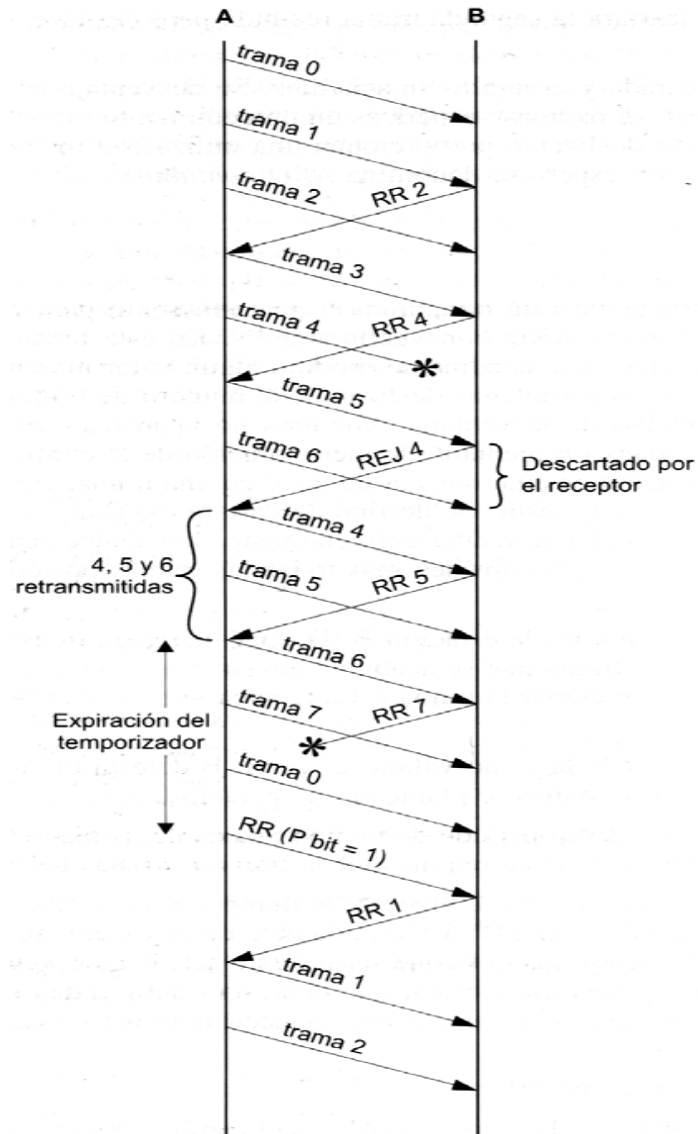 A
B
trama 0
trama 1
trama 2
RR 2
trama 3
trama 4
RR 4
*
trama 5
trama 6
REJ 4
Descartado por
el receptor
4, 5 y 6
retransmitidas
trama 4
trama 5
RR 5
trama 6
trama 7
RR 7
*
Expiración del
temporizador
trama 0
RR (P bit = 1)
RR 1
trama 1
trama 2